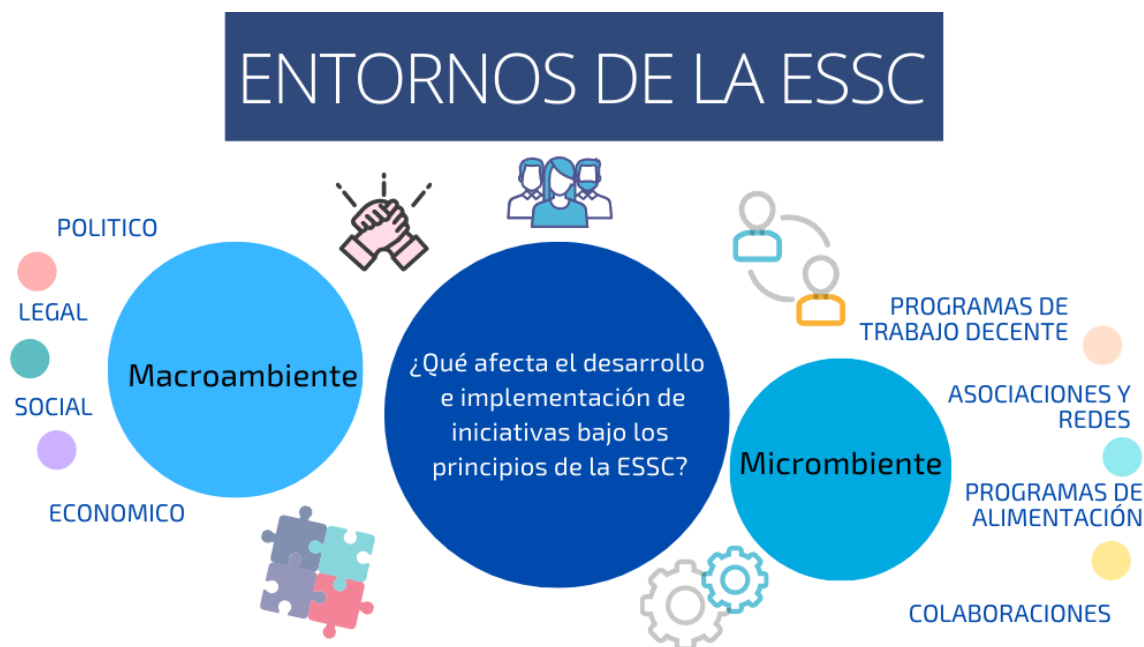 ENTORNOS DE LA ESSC
POLITICO
LEGAL
SOCIAL
ECONOMICO
Macroambiente
¿Qué afecta el desarrollo
e implementación de
iniciativas bajo los
principios de la ESSC?
Micrombiente
PROGRAMAS DE
TRABAJO DECENTE
ASOCIACIONES Y
REDES
PROGRAMAS DE
ALIMENTACIÓN
COLABORACIONES